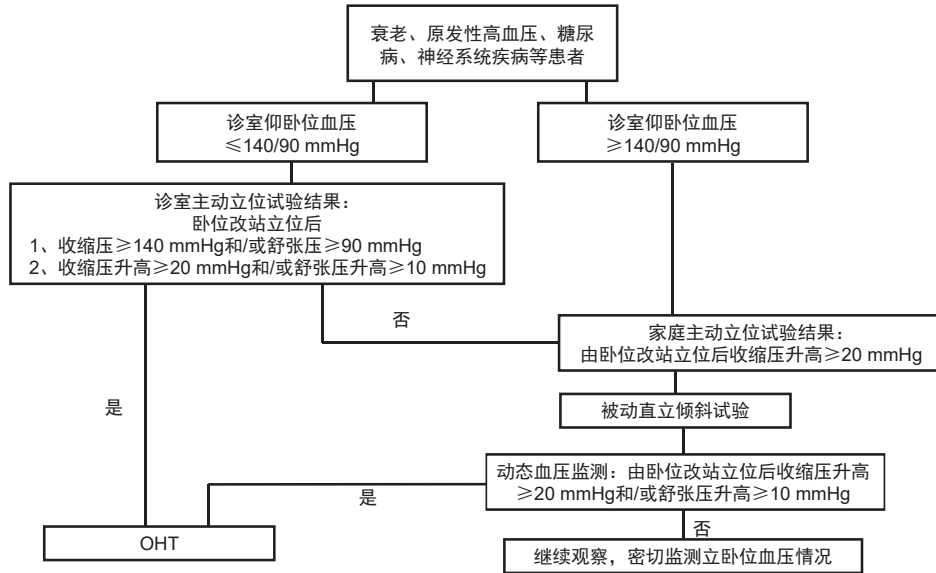 衰老、原发性高血压、糖尿
病、神经系统疾病等患者
诊室仰卧位血压
≤140/90 mmHg
诊室仰卧位血压
≥140/90 mmHg
诊室主动立位试验结果：
卧位改站立位后
1、收缩压≥140 mmHg和/或舒张压≥90 mmHg
2、收缩压升高≥20 mmHg和/或舒张压升高≥10 mmHg
否
家庭主动立位试验结果：
由卧位改站立位后收缩压升高≥20 mmHg
是
被动直立倾斜试验
动态血压监测：由卧位改站立位后收缩压升高
≥20 mmHg和/或舒张压升高≥10 mmHg
是
否
OHT
继续观察，密切监测立卧位血压情况